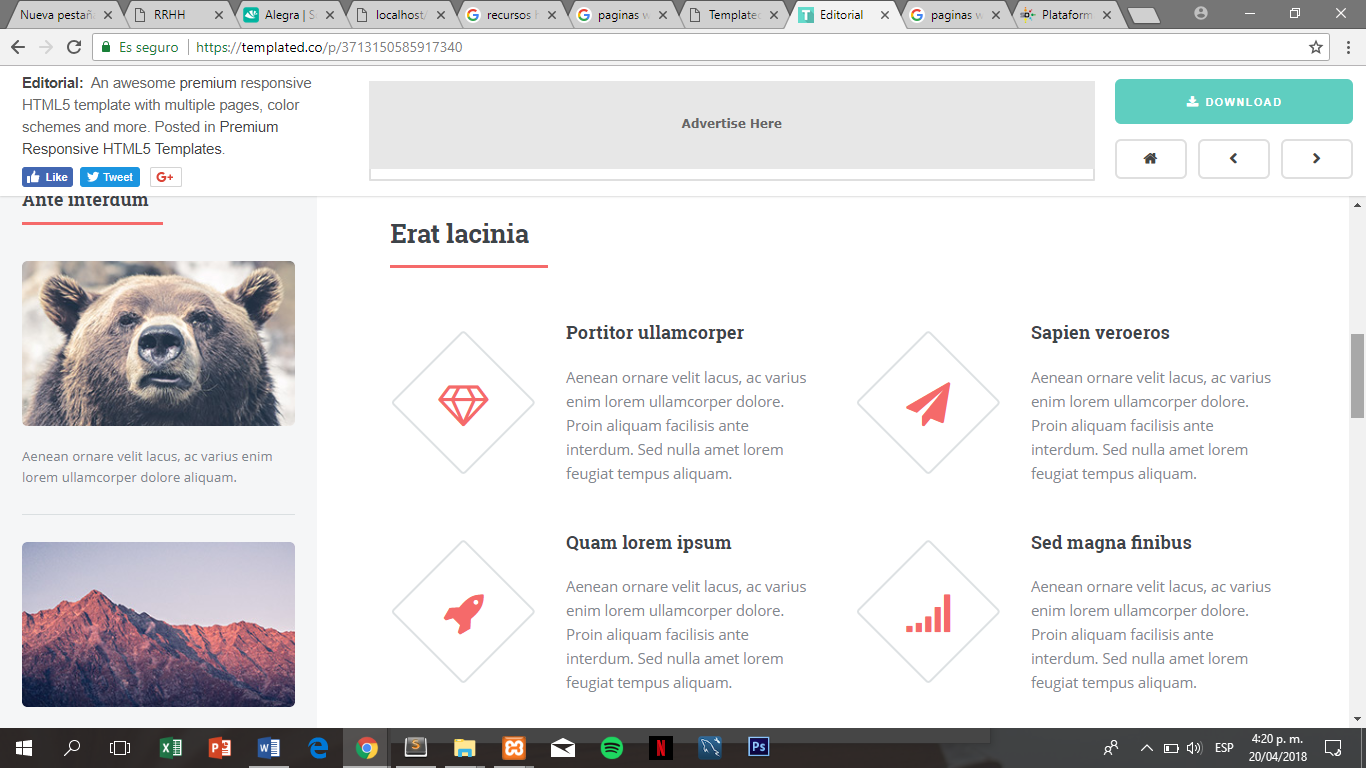 Nueva pestañ
RRHH
Alegra | S
localhost/
recursos h
paginas w
Templated
Editorial
paginas w
Plataform
Es seguro
https://templated.co/p/3713150585917340
Editorial: An awesome premium responsive
HTML5 template with multiple pages, color
schemes and more. Posted in Premium
Responsive HTML5 Templates.
Like
Tweet
G+
Advertise Here
DOWNLOAD
Ante interdum
Aenean ornare velit lacus, ac varius enim
lorem ullamcorper dolore aliquam.
Erat lacinia
Portitor ullamcorper
Aenean ornare velit lacus, ac varius
enim lorem ullamcorper dolore.
Proin aliquam facilisis ante
interdum. Sed nulla amet lorem
feugiat tempus aliquam.
Sapien veroeros
Aenean ornare velit lacus, ac varius
enim lorem ullamcorper dolore.
Proin aliquam facilisis ante
interdum. Sed nulla amet lorem
feugiat tempus aliquam.
Quam lorem ipsum
Aenean ornare velit lacus, ac varius
enim lorem ullamcorper dolore.
Proin aliquam facilisis ante
interdum. Sed nulla amet lorem
feugiat tempus aliquam.
Sed magna finibus
Aenean ornare velit lacus, ac varius
enim lorem ullamcorper dolore.
Proin aliquam facilisis ante
interdum. Sed nulla amet lorem
feugiat tempus aliquam.
ESP
4:20 p. m.
20/04/2018